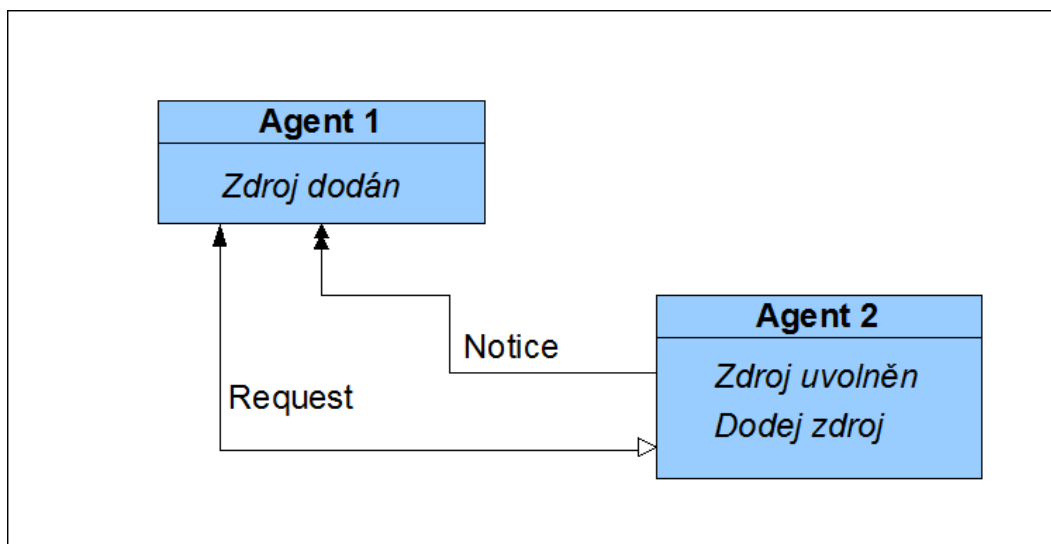 Agent 1
Zdroj dodán
Agent 2
Notice
Zdroj uvolněn
Request
Dodej zdroj